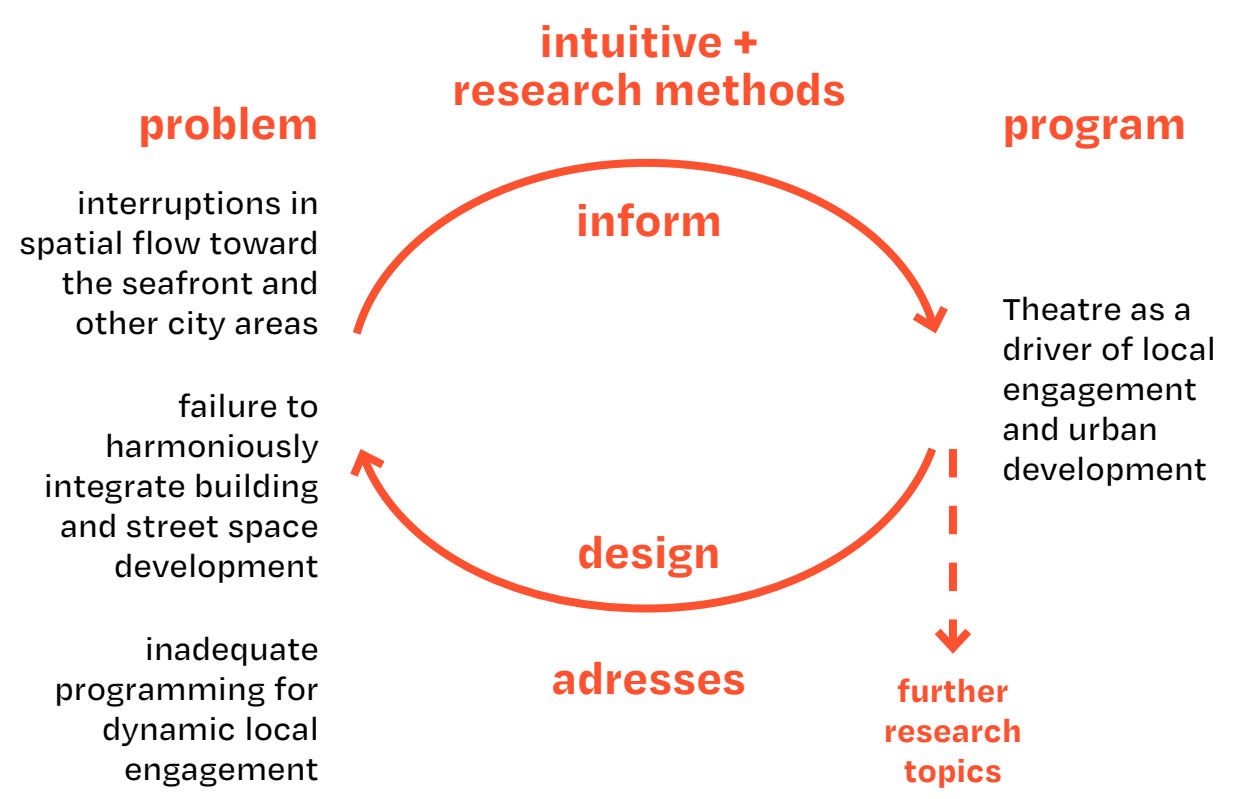 intuitive +
research methods
problem
interruptions in
spatial flow toward
the seafront and
other city areas
failure to
harmoniously
integrate building
and street space
development
inadequate
programming for
dynamic local
engagement
inform
design
adresses
program
Theatre as a
driver of local
engagement
and urban
development
further
research
topics